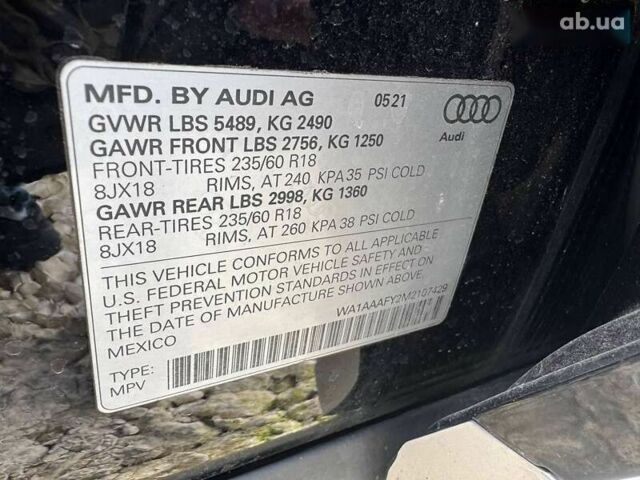 ab.ua
MFD. BY AUDI AG 0521
Audi
GVWR LBS 5489, KG 2490
GAWR FRONT LBS 2756, KG 1250
FRONT-TIRES 235/60 R18
8JX18 RIMS, AT 240 KPA 35 PSI COLD
GAWR REAR LBS 2998, KG 1360
REAR-TIRES 235/60 R18
8JX18 RIMS, AT 260 KPA 38 PSI COLD
THIS VEHICLE CONFORMS TO ALL APPLICABLE
U.S. FEDERAL MOTOR VEHICLE SAFETY AND
THEFT PREVENTION STANDARDS IN EFFECT ON
THE DATE OF MANUFACTURE SHOWN ABOVE.
MEXICO WA1AAAFY2M2107429
TYPE:
MPV